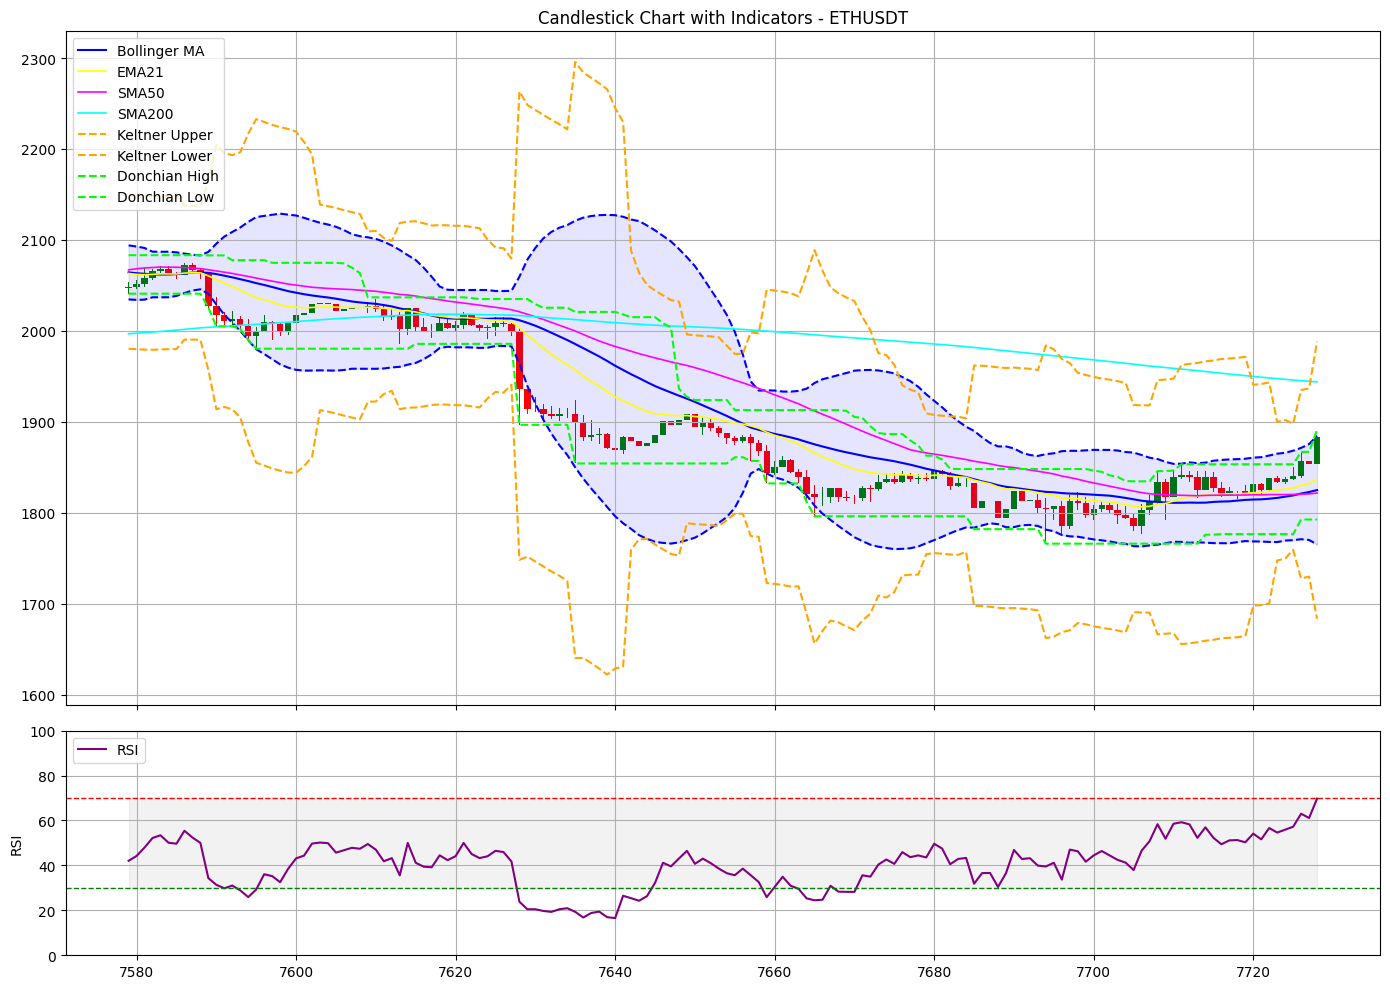 Candlestick Chart with Indicators - ETHUSDT
Bollinger MA
EMA21
SMA50
SMA200
Keltner Upper
Keltner Lower
Donchian High
Donchian Low
2300
2200
2100
2000
1900
1800
1700
1600
RSI
100
80
60
40
20
0
RSI
7580
7600
7620
7640
7660
7680
7700
7720